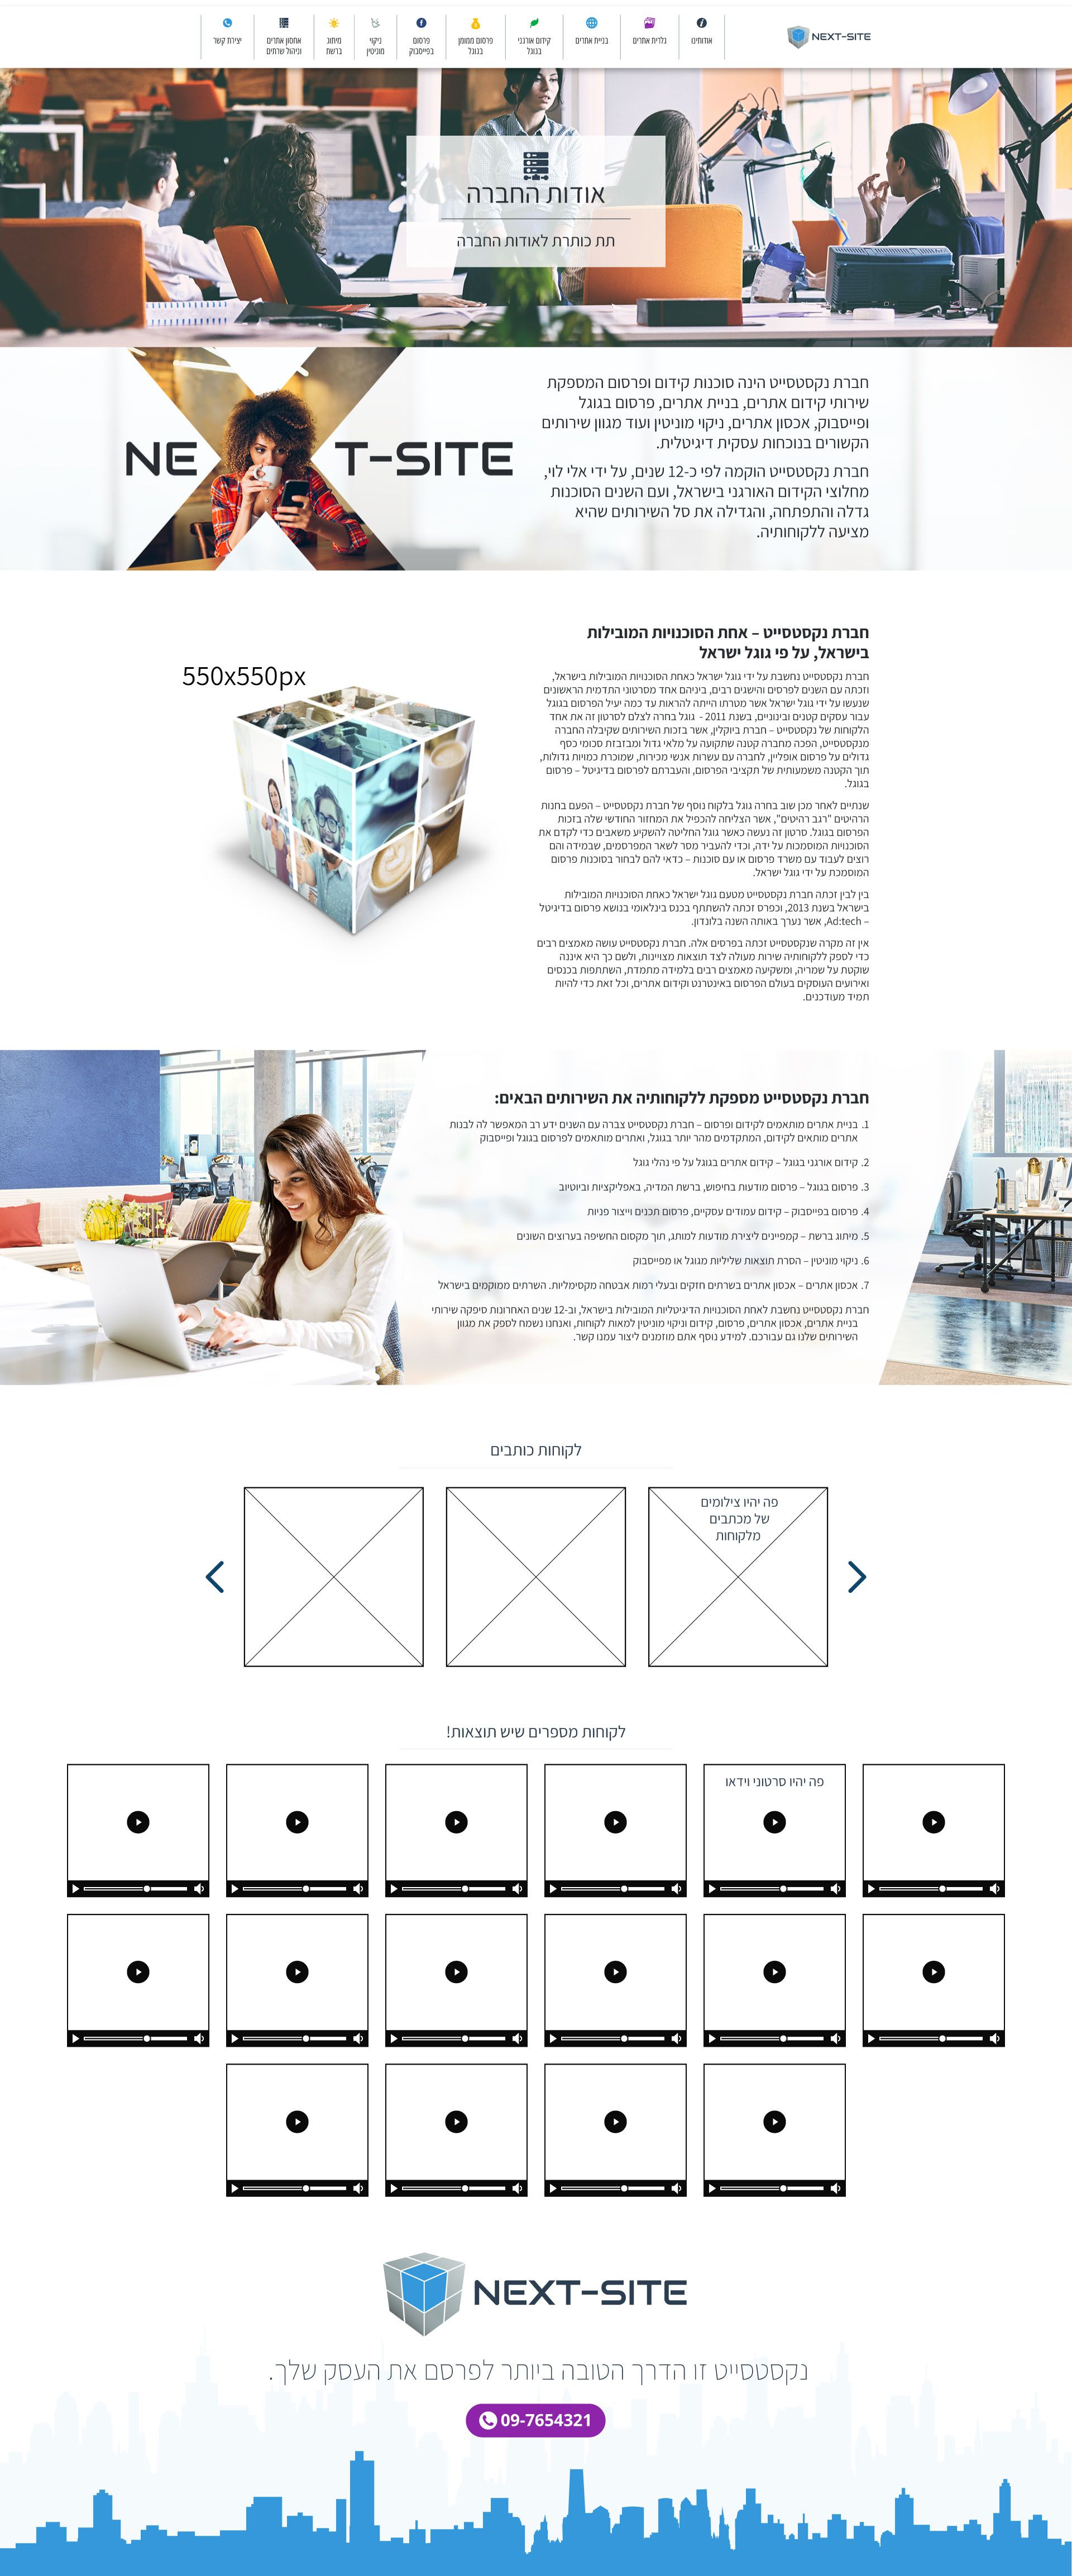 NEXT-SITE
אודותינו
גלרית אתרים
בניית אתרים
קידום אורגני
בגוגל
פרסום ממומן
בגוגל
פרסום
בפייסבוק
ניקוי
מוניטין
מיתוג
ברשת
אחסון אתרים
וניהול שרתים
יצירת קשר
אודות החברה
תת כותרת לאודות החברה
חברת נקסטסייט הינה סוכנות קידום ופרסום המספקת
שירותי קידום אתרים, בניית אתרים, פרסום בגוגל
ופייסבוק, אכסון אתרים, ניקוי מוניטין ועוד מגוון שירותים
הקשורים בנוכחות עסקית דיגיטלית.
חברת נקסטסייט הוקמה לפי כ-12 שנים, על ידי אלי לוי,
מחלוצי הקידום האורגני בישראל, ועם השנים הסוכנות
גדלה והתפתחה, והגדילה את סל השירותים שהיא
מציעה ללקוחותיה.
NEXT-SITE
חברת נקסטסייט – אחת הסוכנויות המובילות
בישראל, על פי גוגל ישראל
חברת נקסטסייט נחשבת על ידי גוגל ישראל כאחת הסוכנויות המובילות בישראל,
וזכתה עם השנים לפרסים והישגים רבים, ביניהם אחד מסרטוני התדמית הראשונים
שנעשו על ידי גוגל ישראל אשר מטרתו הייתה להראות עד כמה יעיל הפרסום בגוגל
עבור עסקים קטנים ובינוניים, בשנת 2011 - גוגל בחרה לצלם לסרטון זה את אחד
הלקוחות של נקסטסייט – חברת ביוקלין, אשר בזכות השירותים שקיבלה החברה
מנקסטסייט, הפכה מחברה קטנה שתקועה על מלאי גדול ומבזבזת סכומי כסף
גדולים על פרסום אופליין, לחברה עם עשרות אנשי מכירות, שמוכרת כמויות גדולות,
תוך הקטנה משמעותית של תקציבי הפרסום, והעברתם לפרסום בדיגיטל – פרסום
בגוגל.
שנתיים לאחר מכן שוב בחרה גוגל בלקוח נוסף של חברת נקסטסייט – הפעם בחנות
הרהיטים "רגב רהיטים", אשר הצליחה להכפיל את המחזור החודשי שלה בזכות
הפרסום בגוגל. סרטון זה נעשה כאשר גוגל החליטה להשקיע משאבים כדי לקדם את
הסוכנויות המוסמכות על ידה, וכדי להעביר מסר לשאר המפרסמים, שבמידה והם
רוצים לעבוד עם משרד פרסום או עם סוכנות – כדאי להם לבחור בסוכנות פרסום
המוסמכת על ידי גוגל ישראל.
בין לבין זכתה חברת נקסטסייט מטעם גוגל ישראל כאחת הסוכנויות המובילות
בישראל בשנת 2013, וכפרס זכתה להשתתף בכנס בינלאומי בנושא פרסום בדיגיטל
– Ad:tech, אשר נערך באותה השנה בלונדון.
אין זה מקרה שנקסטסייט זכתה בפרסים אלה. חברת נקסטסייט עושה מאמצים רבים
כדי לספק ללקוחותיה שירות מעולה לצד תוצאות מצויינות, ולשם כך היא איננה
שוקטת על שמריה, ומשקיעה מאמצים רבים בלמידה מתמדת, השתתפות בכנסים
ואירועים העוסקים בעולם הפרסום באינטרנט וקידום אתרים, וכל זאת כדי להיות
תמיד מעודכנים.
550x550px
חברת נקסטסייט מספקת ללקוחותיה את השירותים הבאים:
1. בניית אתרים מותאמים לקידום ופרסום – חברת נקסטסייט צברה עם השנים ידע רב המאפשר לה לבנות
אתרים מותאים לקידום, המתקדמים מהר יותר בגוגל, ואתרים מותאמים לפרסום בגוגל ופייסבוק
2. קידום אורגני בגוגל – קידום אתרים בגוגל על פי נהלי גוגל
3. פרסום בגוגל – פרסום מודעות בחיפוש, ברשת המדיה, באפליקציות וביוטיוב
4. פרסום בפייסבוק – קידום עמודים עסקיים, פרסום תכנים וייצור פניות
5. מיתוג ברשת – קמפיינים ליצירת מודעות למותג, תוך מקסום החשיפה בערוצים השונים
6. ניקוי מוניטין – הסרת תוצאות שליליות מגוגל או מפייסבוק
7. אכסון אתרים – אכסון אתרים בשרתים חזקים ובעלי רמות אבטחה מקסימליות. השרתים ממוקמים בישראל
חברת נקסטסייט נחשבת לאחת הסוכנויות הדיגיטליות המובילות בישראל, וב-12 שנים האחרונות סיפקה שירותי
בניית אתרים, אכסון אתרים, פרסום, קידום וניקוי מוניטין למאות לקוחות, ואנחנו נשמח לספק את מגוון
השירותים שלנו גם עבורכם. למידע נוסף אתם מוזמנים ליצור עמנו קשר.
לקוחות כותבים
פה יהיו צילומים
של מכתבים
מלקוחות
לקוחות מספרים שיש תוצאות!
פה יהיו סרטוני וידאו
NEXT-SITE
נקסטסייט זו הדרך הטובה ביותר לפרסם את העסק שלך.
09-7654321